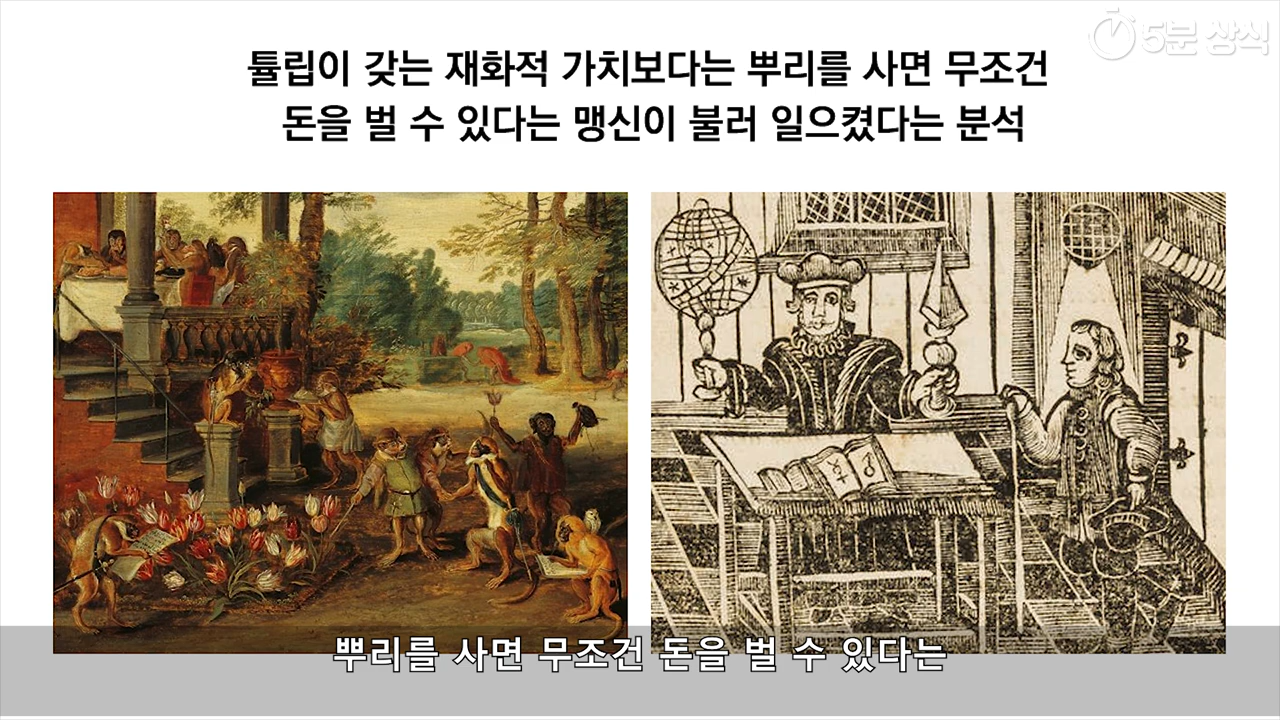 5분 상식
튤립이 갖는 재화적 가치보다는 뿌리를 사면 무조건
돈을 벌 수 있다는 맹신이 불러 일으켰다는 분석
뿌리를 사면 무조건 돈을 벌 수 있다는